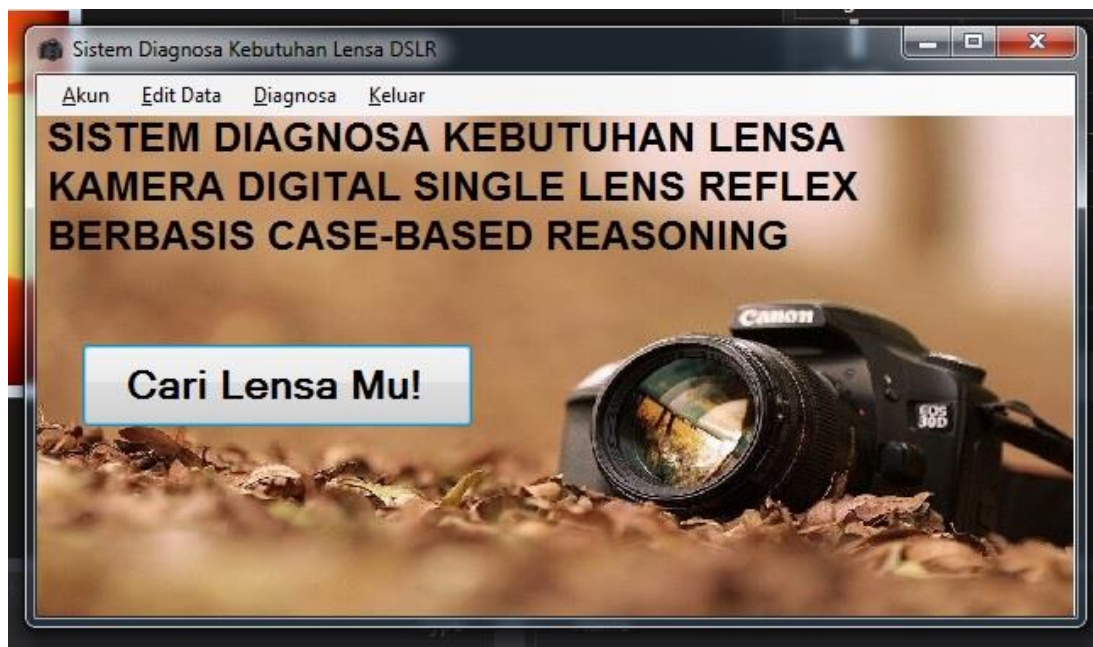 Sistem Diagnosa Kebutuhan Lensa DSLR
Akun Edit Data Diagnosa Keluar
SISTEM DIAGNOSA KEBUTUHAN LENSA
KAMERA DIGITAL SINGLE LENS REFLEX
BERBASIS CASE-BASED REASONING
Canon
Cari Lensa Mu!
EOS
30D